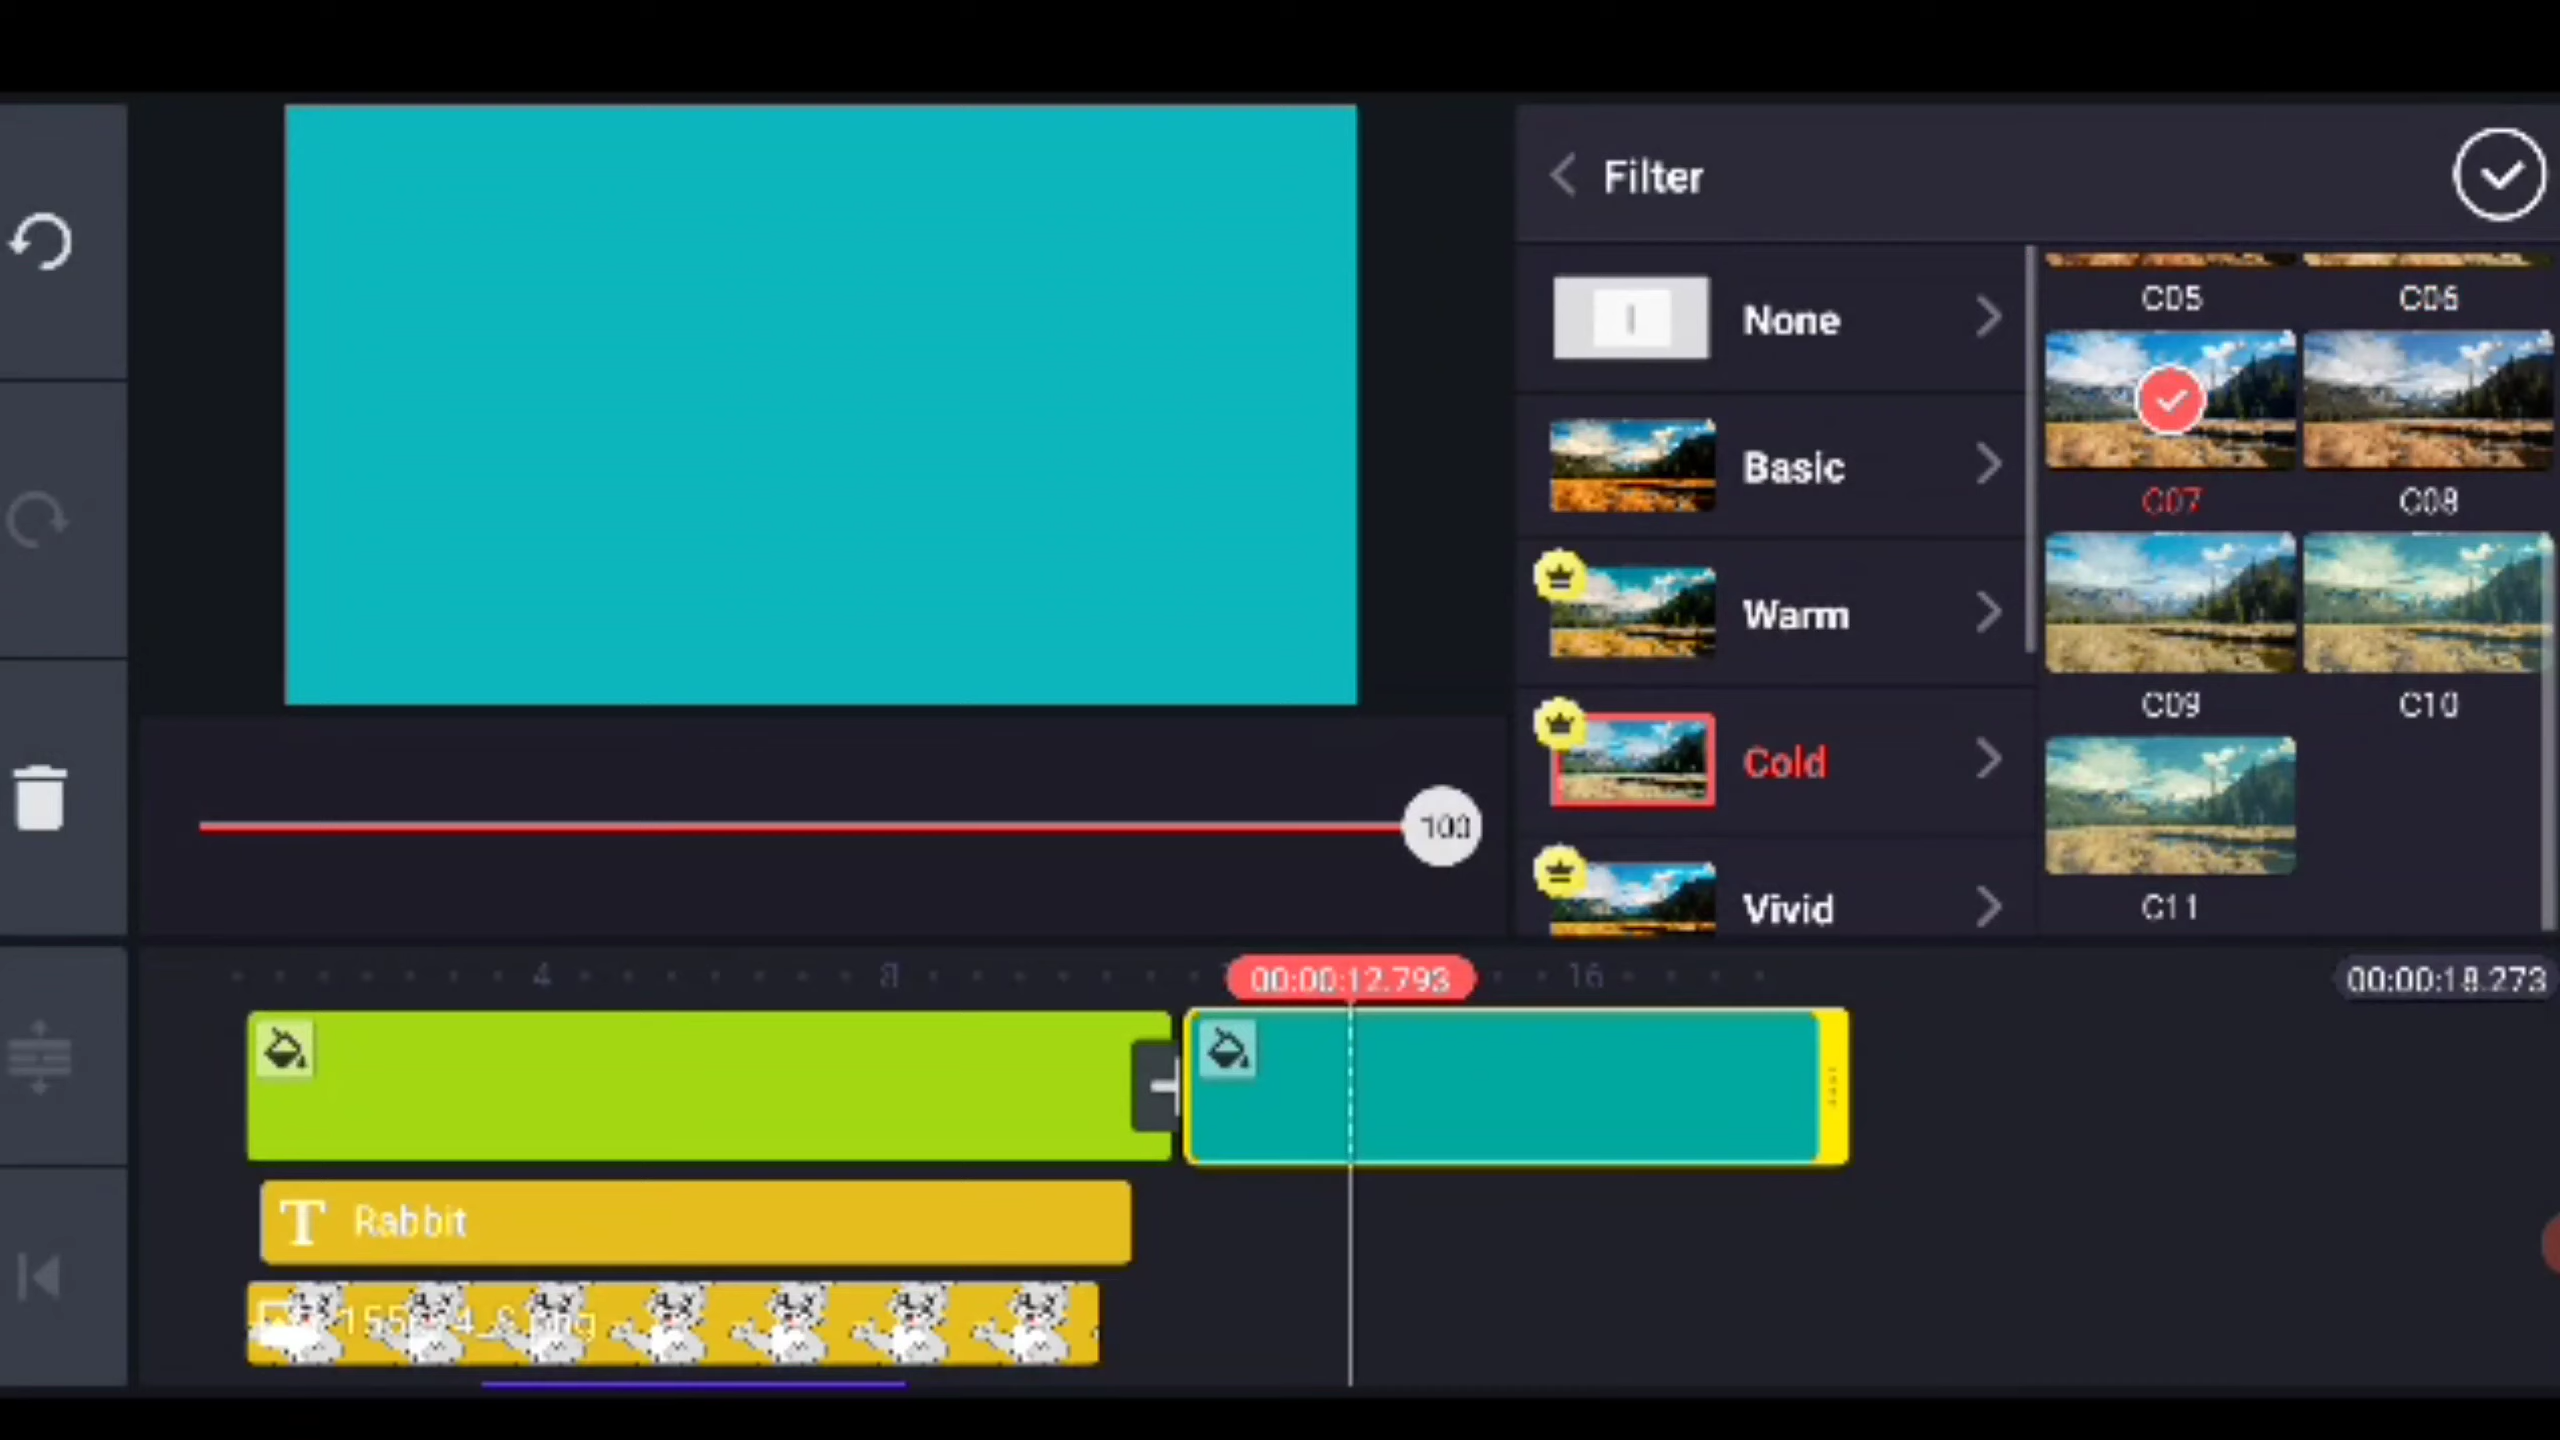 Filter
None
Basic
Warm
Cold
Vivid
C05
C06
C07
C08
C09
C10
C11
100
4
8
00:00:12.793
16
00:00:18.273
T Rabbit